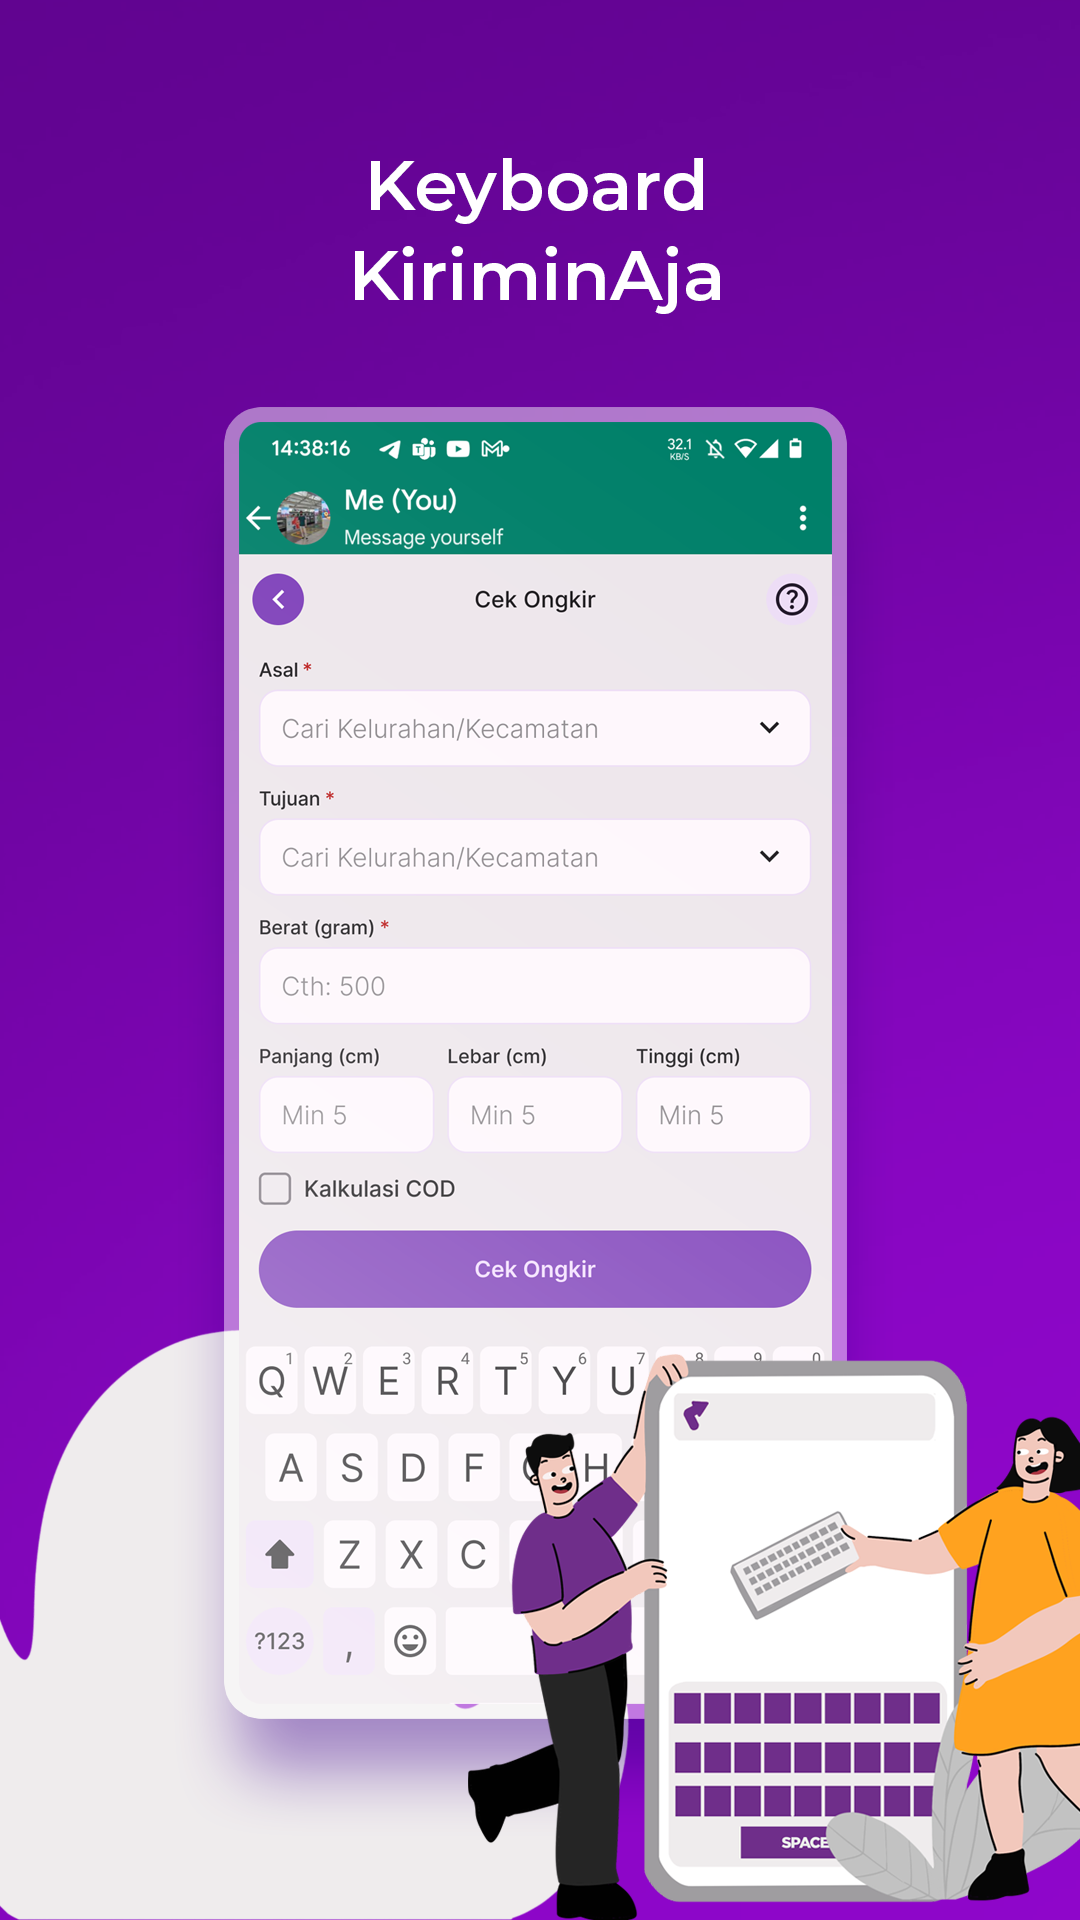 Keyboard
KiriminAja
14:38:16
32.1
KB/S
Me (You)
Message yourself
Cek Ongkir
Asal *
Cari Kelurahan/Kecamatan
Tujuan *
Cari Kelurahan/Kecamatan
Berat (gram) *
Cth: 500
Panjang (cm) Lebar (cm) Tinggi (cm)
Min 5 Min 5 Min 5
Kalkulasi COD
Cek Ongkir
1 2 3 4 5 6 7 8 9 0
Q W E R T Y U
A S D F G H
Z X C
?123 ,
SPACE